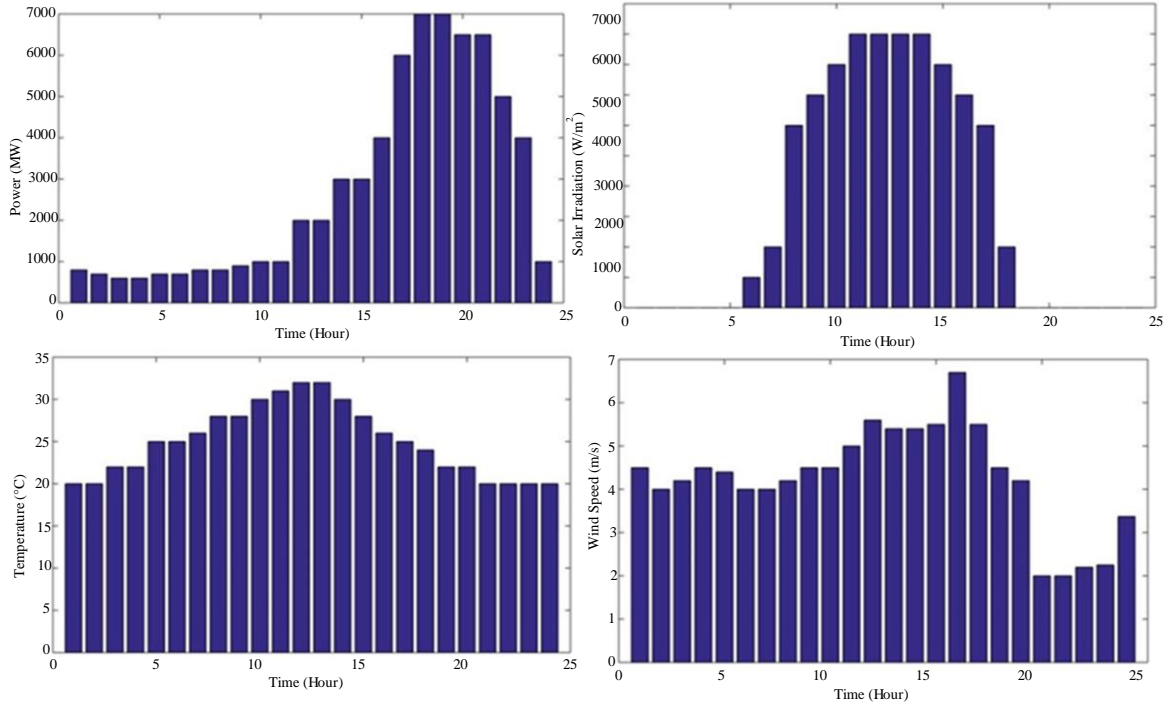 7000
6000
5000
4000
3000
2000
1000
0
Power (MW)
0 5 10 15 20 25
Time (Hour)
7000
6000
5000
4000
3000
2000
1000
0
Solar Irradiation (W/m²)
0 5 10 15 20 25
Time (Hour)
35
30
25
20
15
10
5
0
Temperature (°C)
0 5 10 15 20 25
Time (Hour)
7
6
5
4
3
2
1
0
Wind Speed (m/s)
0 5 10 15 20 25
Time (Hour)